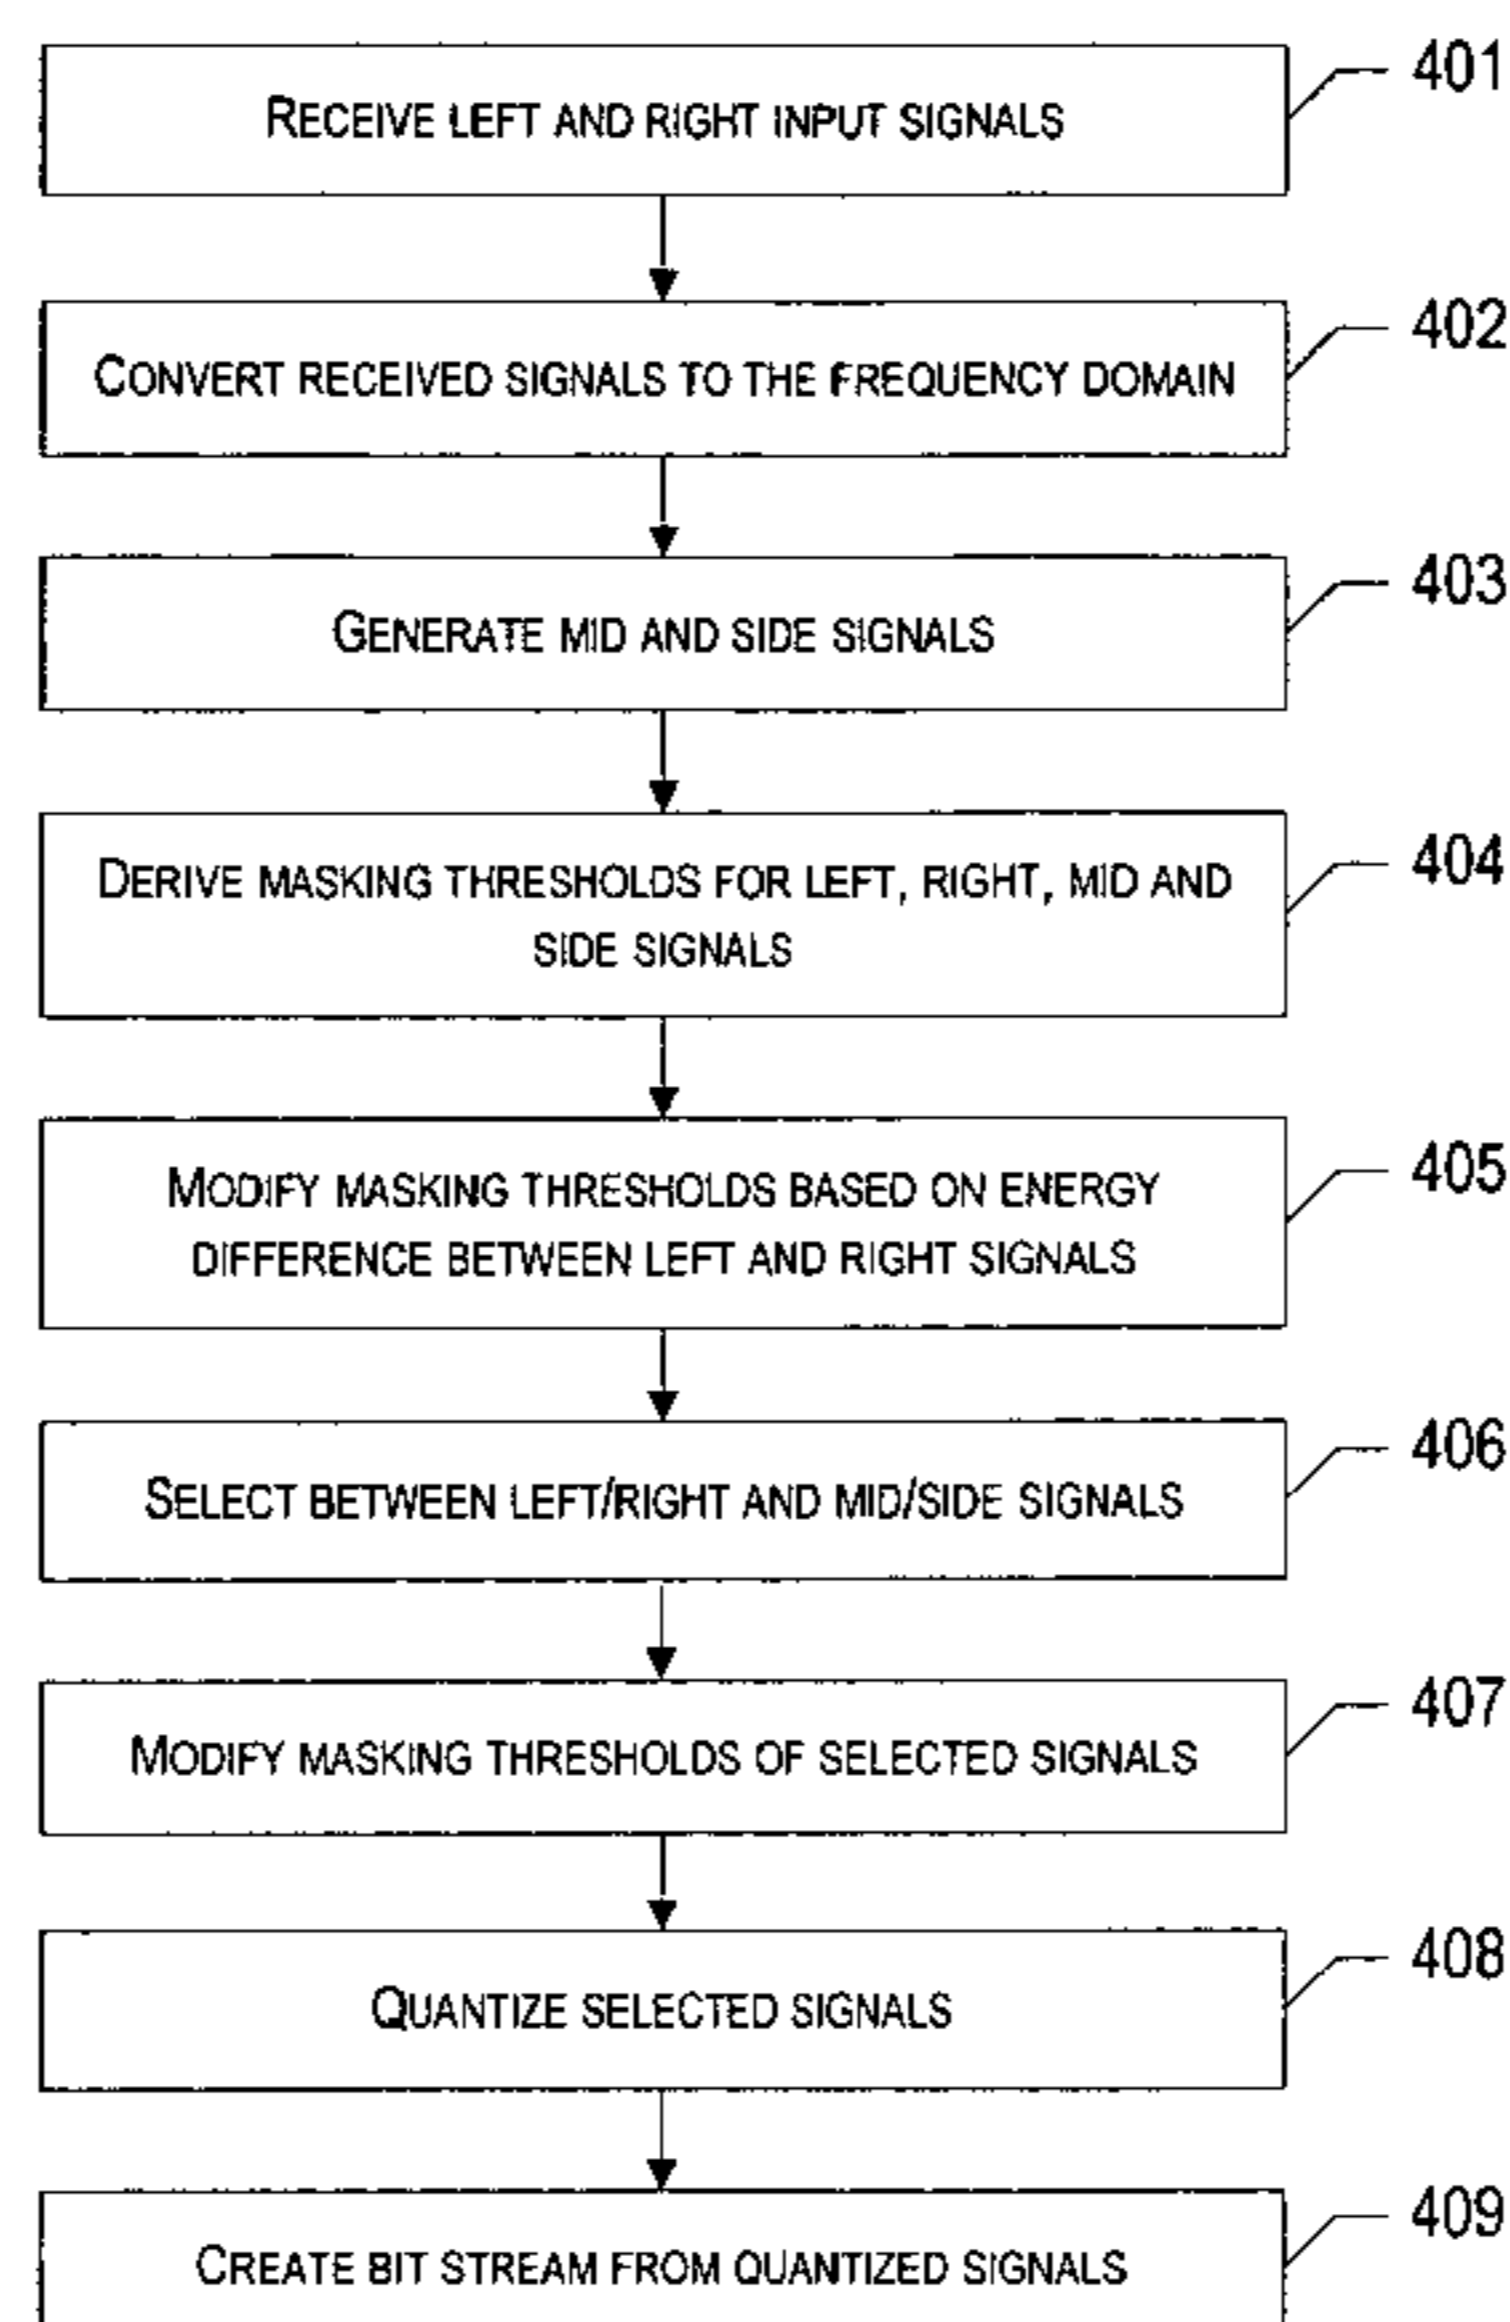 RECEIVE LEFT AND RIGHT INPUT SIGNALS
401
CONVERT RECEIVED SIGNALS TO THE FREQUENCY DOMAIN
402
GENERATE MID AND SIDE SIGNALS
403
DERIVE MASKING THRESHOLDS FOR LEFT, RIGHT, MID AND
SIDE SIGNALS
404
MODIFY MASKING THRESHOLDS BASED ON ENERGY
DIFFERENCE BETWEEN LEFT AND RIGHT SIGNALS
405
SELECT BETWEEN LEFT/RIGHT AND MID/SIDE SIGNALS
406
MODIFY MASKING THRESHOLDS OF SELECTED SIGNALS
407
QUANTIZE SELECTED SIGNALS
408
CREATE BIT STREAM FROM QUANTIZED SIGNALS
409